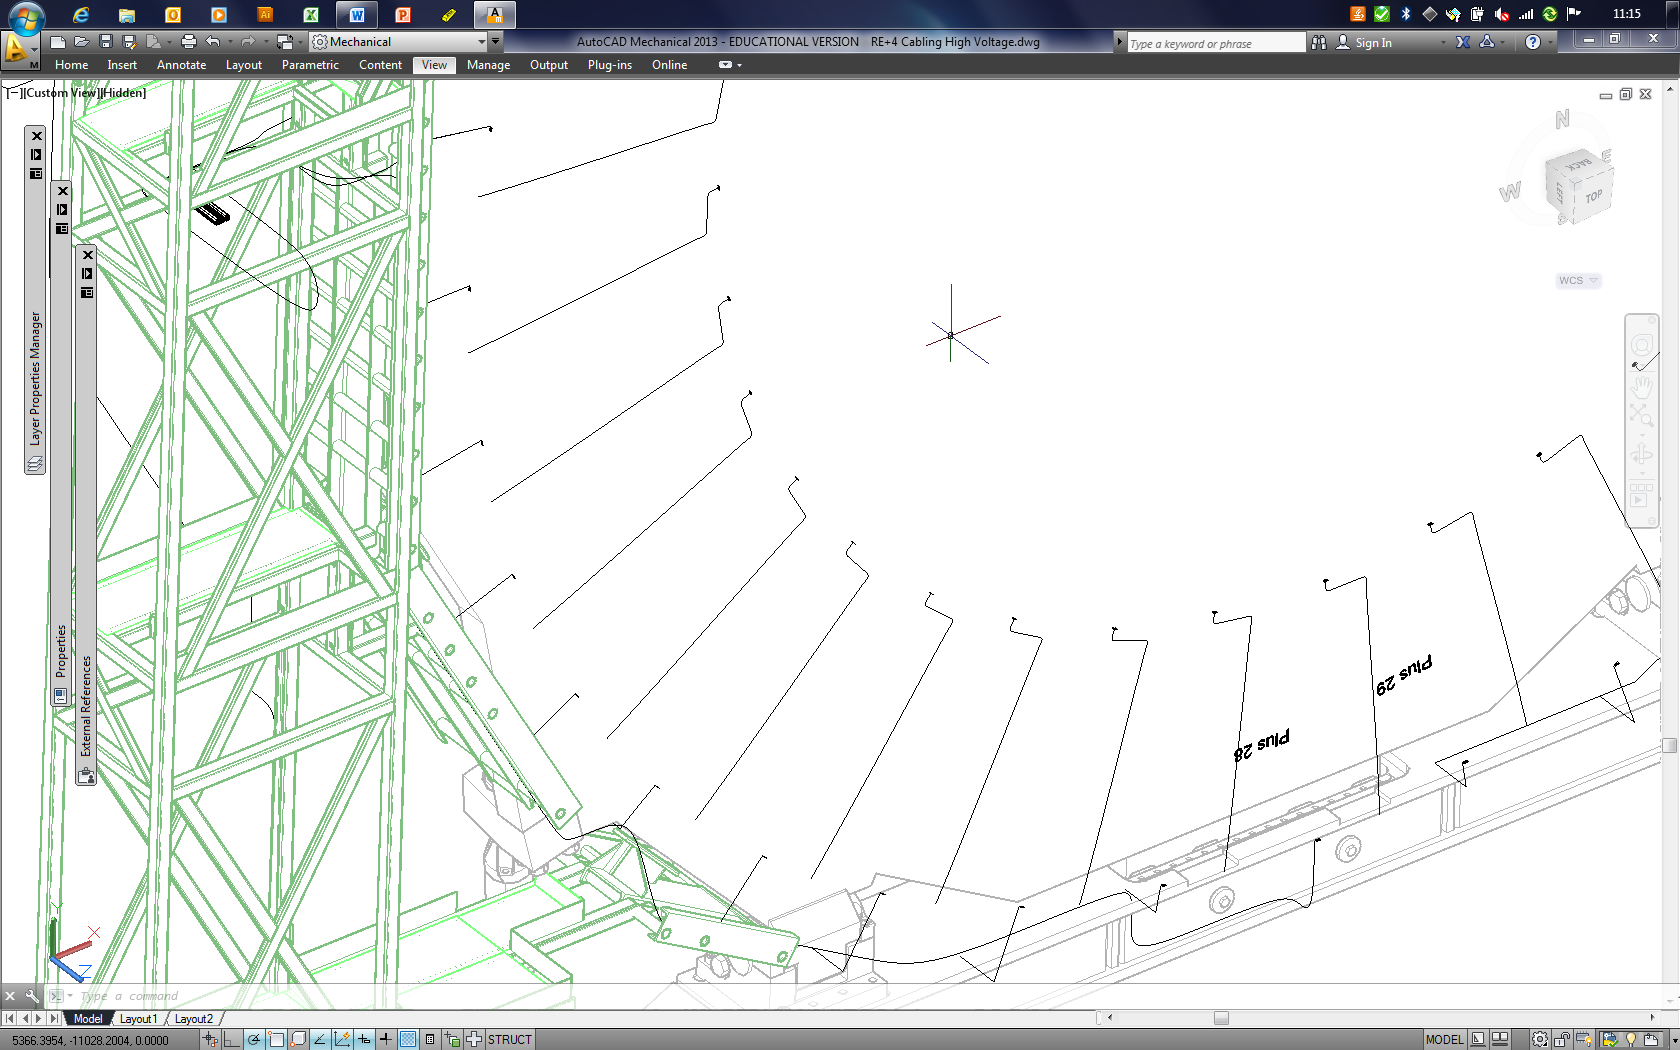 11:15
Mechanical
AutoCAD Mechanical 2013 - EDUCATIONAL VERSION RE+4 Cabling High Voltage.dwg
Type a keyword or phrase
Sign In
Home Insert Annotate Layout Parametric Content View Manage Output Plug-ins Online
[−][Custom View][Hidden]
N
E
W
S
BACK
LEFT
TOP
WCS
Layer Properties Manager
Properties
External References
Plus 29
Plus 28
Y
X
Z
Type a command
Model Layout1 Layout2
5366.3954, -11028.2004, 0.0000
STRUCT
MODEL